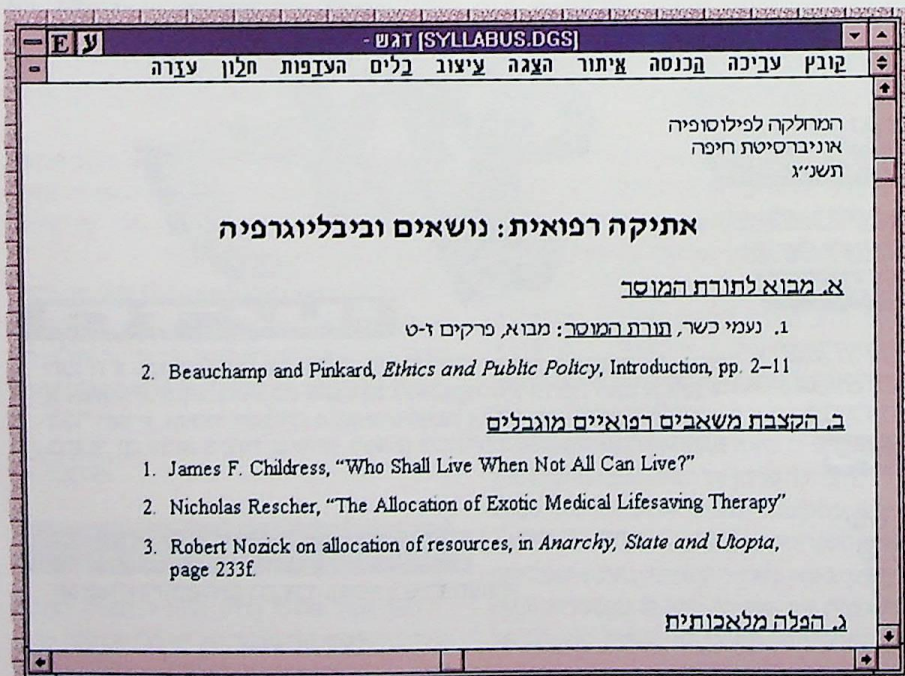 E ע דגש [SYLLABUS.DGS] -
קובץ עריכה הכנסה איתור הצגה עיצוב כלים העדפות חלון עזרה
המחלקה לפילוסופיה
אוניברסיטת חיפה
תשנ״ג
אתיקה רפואית: נושאים וביבליוגרפיה
א. מבוא לתורת המוסר
1. נעמי כשר, תורת המוסר: מבוא, פרקים ז-ט
2. Beauchamp and Pinkard, Ethics and Public Policy, Introduction, pp. 2–11
ב. הקצבת משאבים רפואיים מוגבלים
1. James F. Childress, “Who Shall Live When Not All Can Live?”
2. Nicholas Rescher, “The Allocation of Exotic Medical Lifesaving Therapy”
3. Robert Nozick on allocation of resources, in Anarchy, State and Utopia,
page 233f.
ג. הפלה מלאכותית